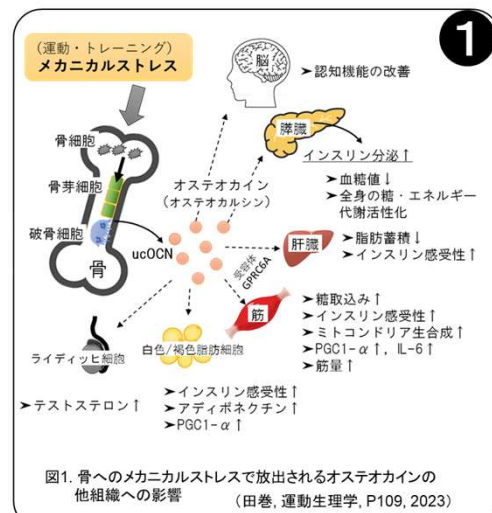 1
(運動・トレーニング)
メカニカルストレス
脳
➤認知機能の改善
膵臓
インスリン分泌↑
➤血糖値↓
➤全身の糖・エネルギー
代謝活性化
骨細胞
骨芽細胞
破骨細胞
骨
ucOCN
オステオカイン
(オステオカルシン)
受容体
GPRC6A
肝臓
➤脂肪蓄積↓
➤インスリン感受性↑
筋
➤糖取込み↑
➤インスリン感受性↑
➤ミトコンドリア生合成↑
➤PGC1-α↑, IL-6↑
➤筋量↑
ライディッヒ細胞
➤テストステロン↑
白色/褐色脂肪細胞
➤インスリン感受性↑
➤アディポネクチン↑
➤PGC1-α↑
図1. 骨へのメカニカルストレスで放出されるオステオカインの
他組織への影響 (田巻, 運動生理学, P109, 2023)